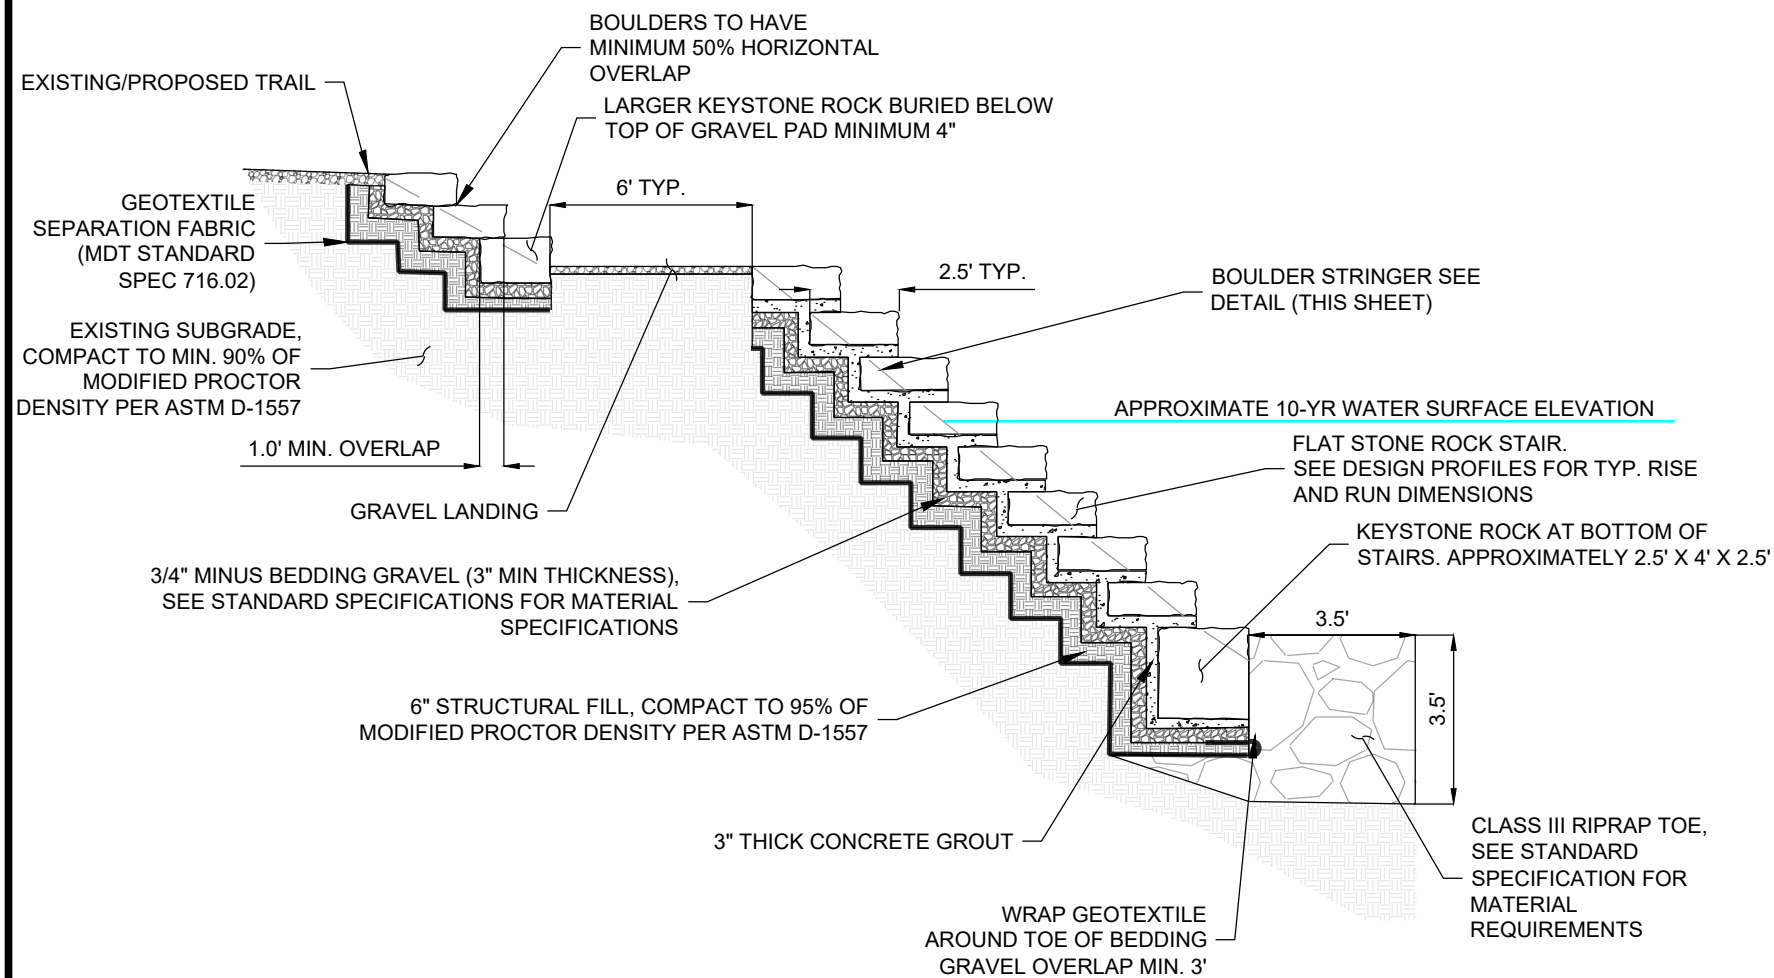 BOULDERS TO HAVE
MINIMUM 50% HORIZONTAL
OVERLAP
EXISTING/PROPOSED TRAIL
LARGER KEYSTONE ROCK BURIED BELOW
TOP OF GRAVEL PAD MINIMUM 4"
6' TYP.
GEOTEXTILE
SEPARATION FABRIC
(MDT STANDARD
SPEC 716.02)
2.5' TYP.
BOULDER STRINGER SEE
DETAIL (THIS SHEET)
EXISTING SUBGRADE,
COMPACT TO MIN. 90% OF
MODIFIED PROCTOR
DENSITY PER ASTM D-1557
APPROXIMATE 10-YR WATER SURFACE ELEVATION
1.0' MIN. OVERLAP
FLAT STONE ROCK STAIR.
SEE DESIGN PROFILES FOR TYP. RISE
AND RUN DIMENSIONS
GRAVEL LANDING
KEYSTONE ROCK AT BOTTOM OF
STAIRS. APPROXIMATELY 2.5' X 4' X 2.5'
3/4" MINUS BEDDING GRAVEL (3" MIN THICKNESS),
SEE STANDARD SPECIFICATIONS FOR MATERIAL
SPECIFICATIONS
3.5'
3.5'
6" STRUCTURAL FILL, COMPACT TO 95% OF
MODIFIED PROCTOR DENSITY PER ASTM D-1557
3" THICK CONCRETE GROUT
CLASS III RIPRAP TOE,
SEE STANDARD
SPECIFICATION FOR
MATERIAL
REQUIREMENTS
WRAP GEOTEXTILE
AROUND TOE OF BEDDING
GRAVEL OVERLAP MIN. 3'